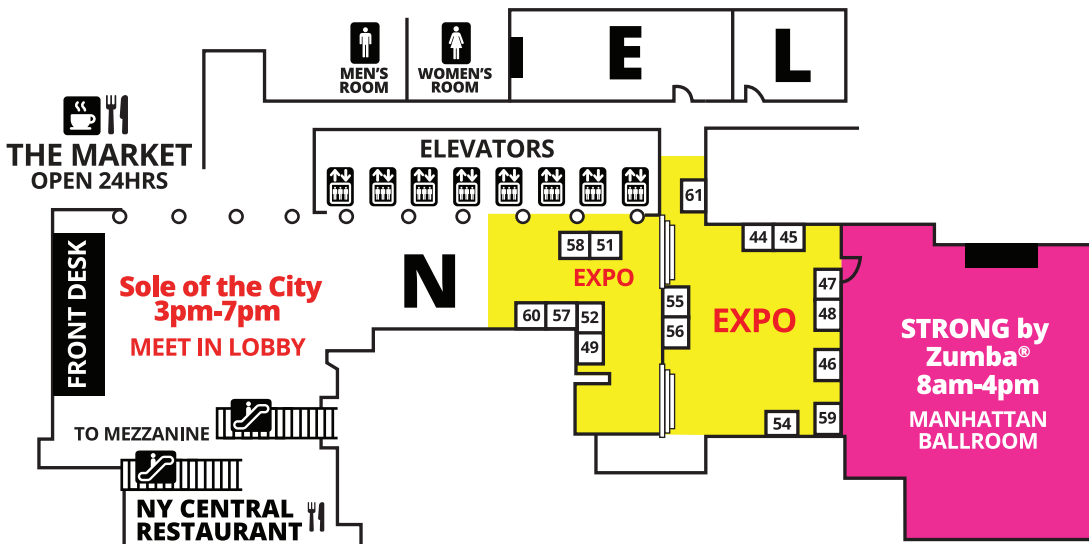 MEN'S
ROOM
WOMEN'S
ROOM
E
L
THE MARKET
OPEN 24HRS
ELEVATORS
61
44 45
58 51
EXPO
N
FRONT DESK
Sole of the City
3pm-7pm
MEET IN LOBBY
60 57 52
49
55
56
EXPO
47
48
46
59
54
STRONG by
Zumba®
8am-4pm
MANHATTAN
BALLROOM
TO MEZZANINE
NY CENTRAL
RESTAURANT